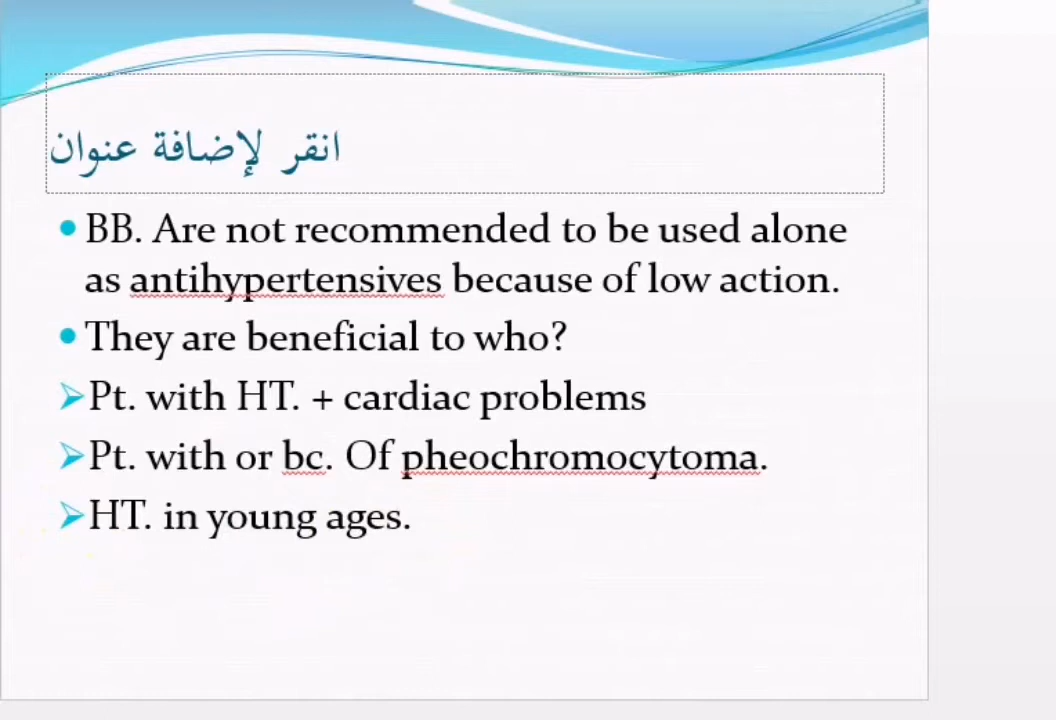 انقر لإضافة عنوان
BB. Are not recommended to be used alone
as antihypertensives because of low action.
They are beneficial to who?
Pt. with HT. + cardiac problems
Pt. with or bc. Of pheochromocytoma.
HT. in young ages.